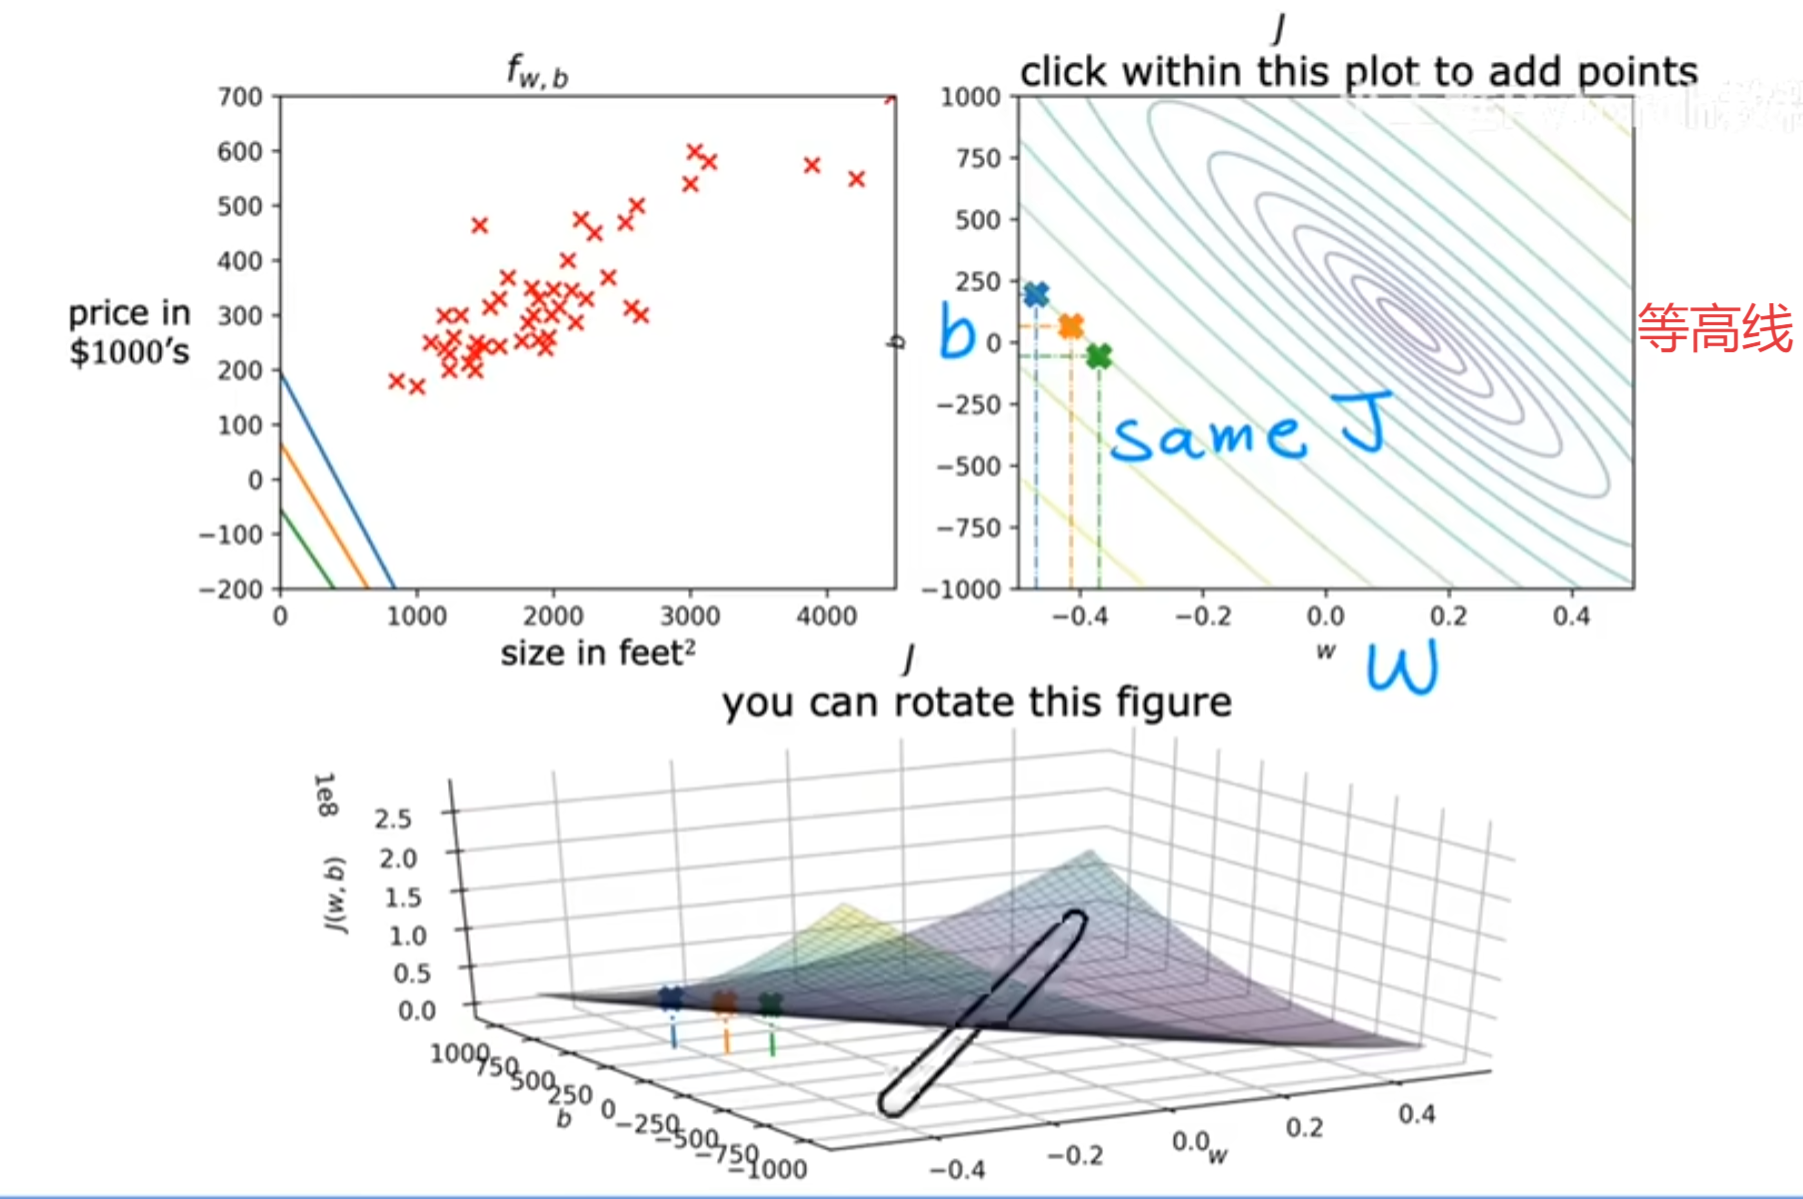 f w, b
700
600
500
400
300
200
100
0
−100
−200
price in
$1000's
0 1000 2000 3000 4000
size in feet²
J
click within this plot to add points
1000
750
500
250
0
−250
−500
−750
−1000
b
b
same J
等高线
−0.4 −0.2 0.0 0.2 0.4
w
W
J
you can rotate this figure
1e8
J(w,b)
2.5
2.0
1.5
1.0
0.5
0.0
1000
750
500
250
0
−250
−500
−750
−1000
b
−0.4
−0.2
0.0
0.2
0.4
w